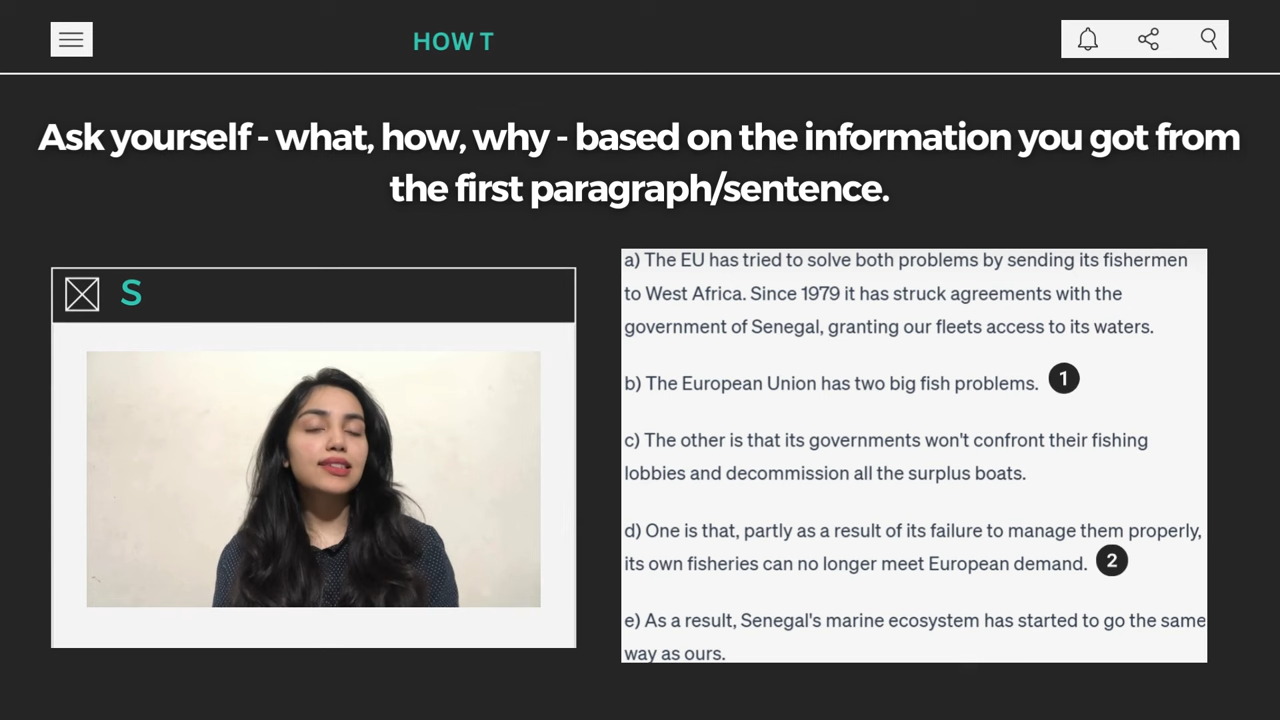 HOW T
Ask yourself - what, how, why - based on the information you got from
the first paragraph/sentence.
S
a) The EU has tried to solve both problems by sending its fishermen
to West Africa. Since 1979 it has struck agreements with the
government of Senegal, granting our fleets access to its waters.
b) The European Union has two big fish problems. 1
c) The other is that its governments won't confront their fishing
lobbies and decommission all the surplus boats.
d) One is that, partly as a result of its failure to manage them properly,
its own fisheries can no longer meet European demand. 2
e) As a result, Senegal's marine ecosystem has started to go the same
way as ours.